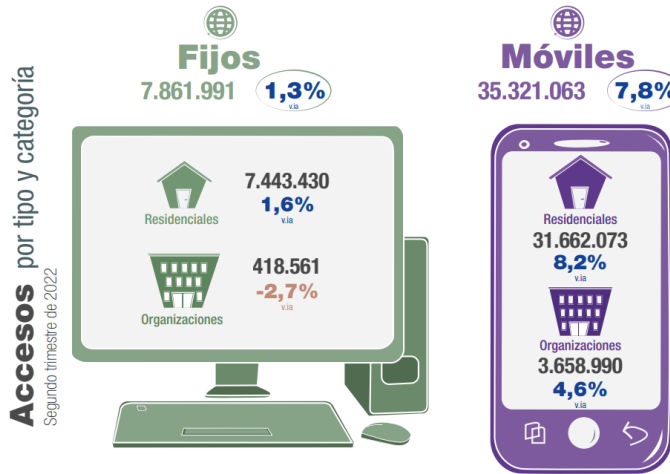 Accesos por tipo y categoría
Segundo trimestre de 2022
Fijos
7.861.991 1,3%
v.ia
7.443.430
1,6%
v.ia
Residenciales
418.561
-2,7%
v.ia
Organizaciones
Móviles
35.321.063 7,8%
v.ia
Residenciales
31.662.073
8,2%
v.ia
Organizaciones
3.658.990
4,6%
v.ia